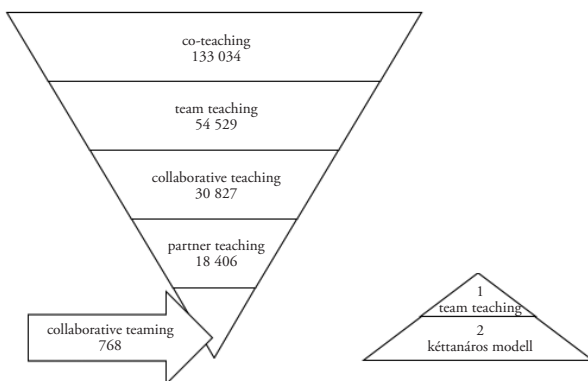 co-teaching
133 034
team teaching
54 529
collaborative teaching
30 827
partner teaching
18 406
collaborative teaming
768
1
team teaching
2
kéttanáros modell